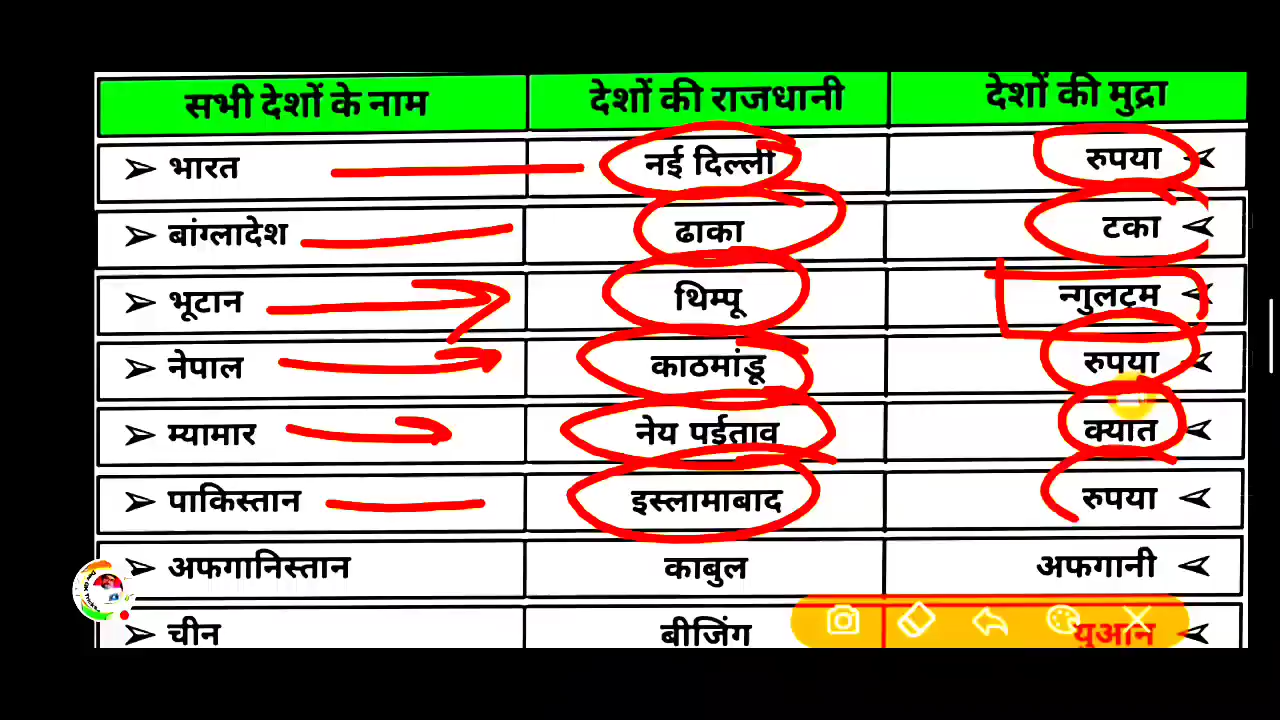 सभी देशों के नाम देशों की राजधानी देशों की मुद्रा
➢ भारत नई दिल्ली रुपया
➢ बांग्लादेश ढाका टका
➢ भूटान थिम्पू न्गुलट्रम
➢ नेपाल काठमांडू रुपया
➢ म्यामार नेय पईताव क्यात
➢ पाकिस्तान इस्लामाबाद रुपया
➢ अफगानिस्तान काबुल अफगानी
➢ चीन बीजिंग युआन